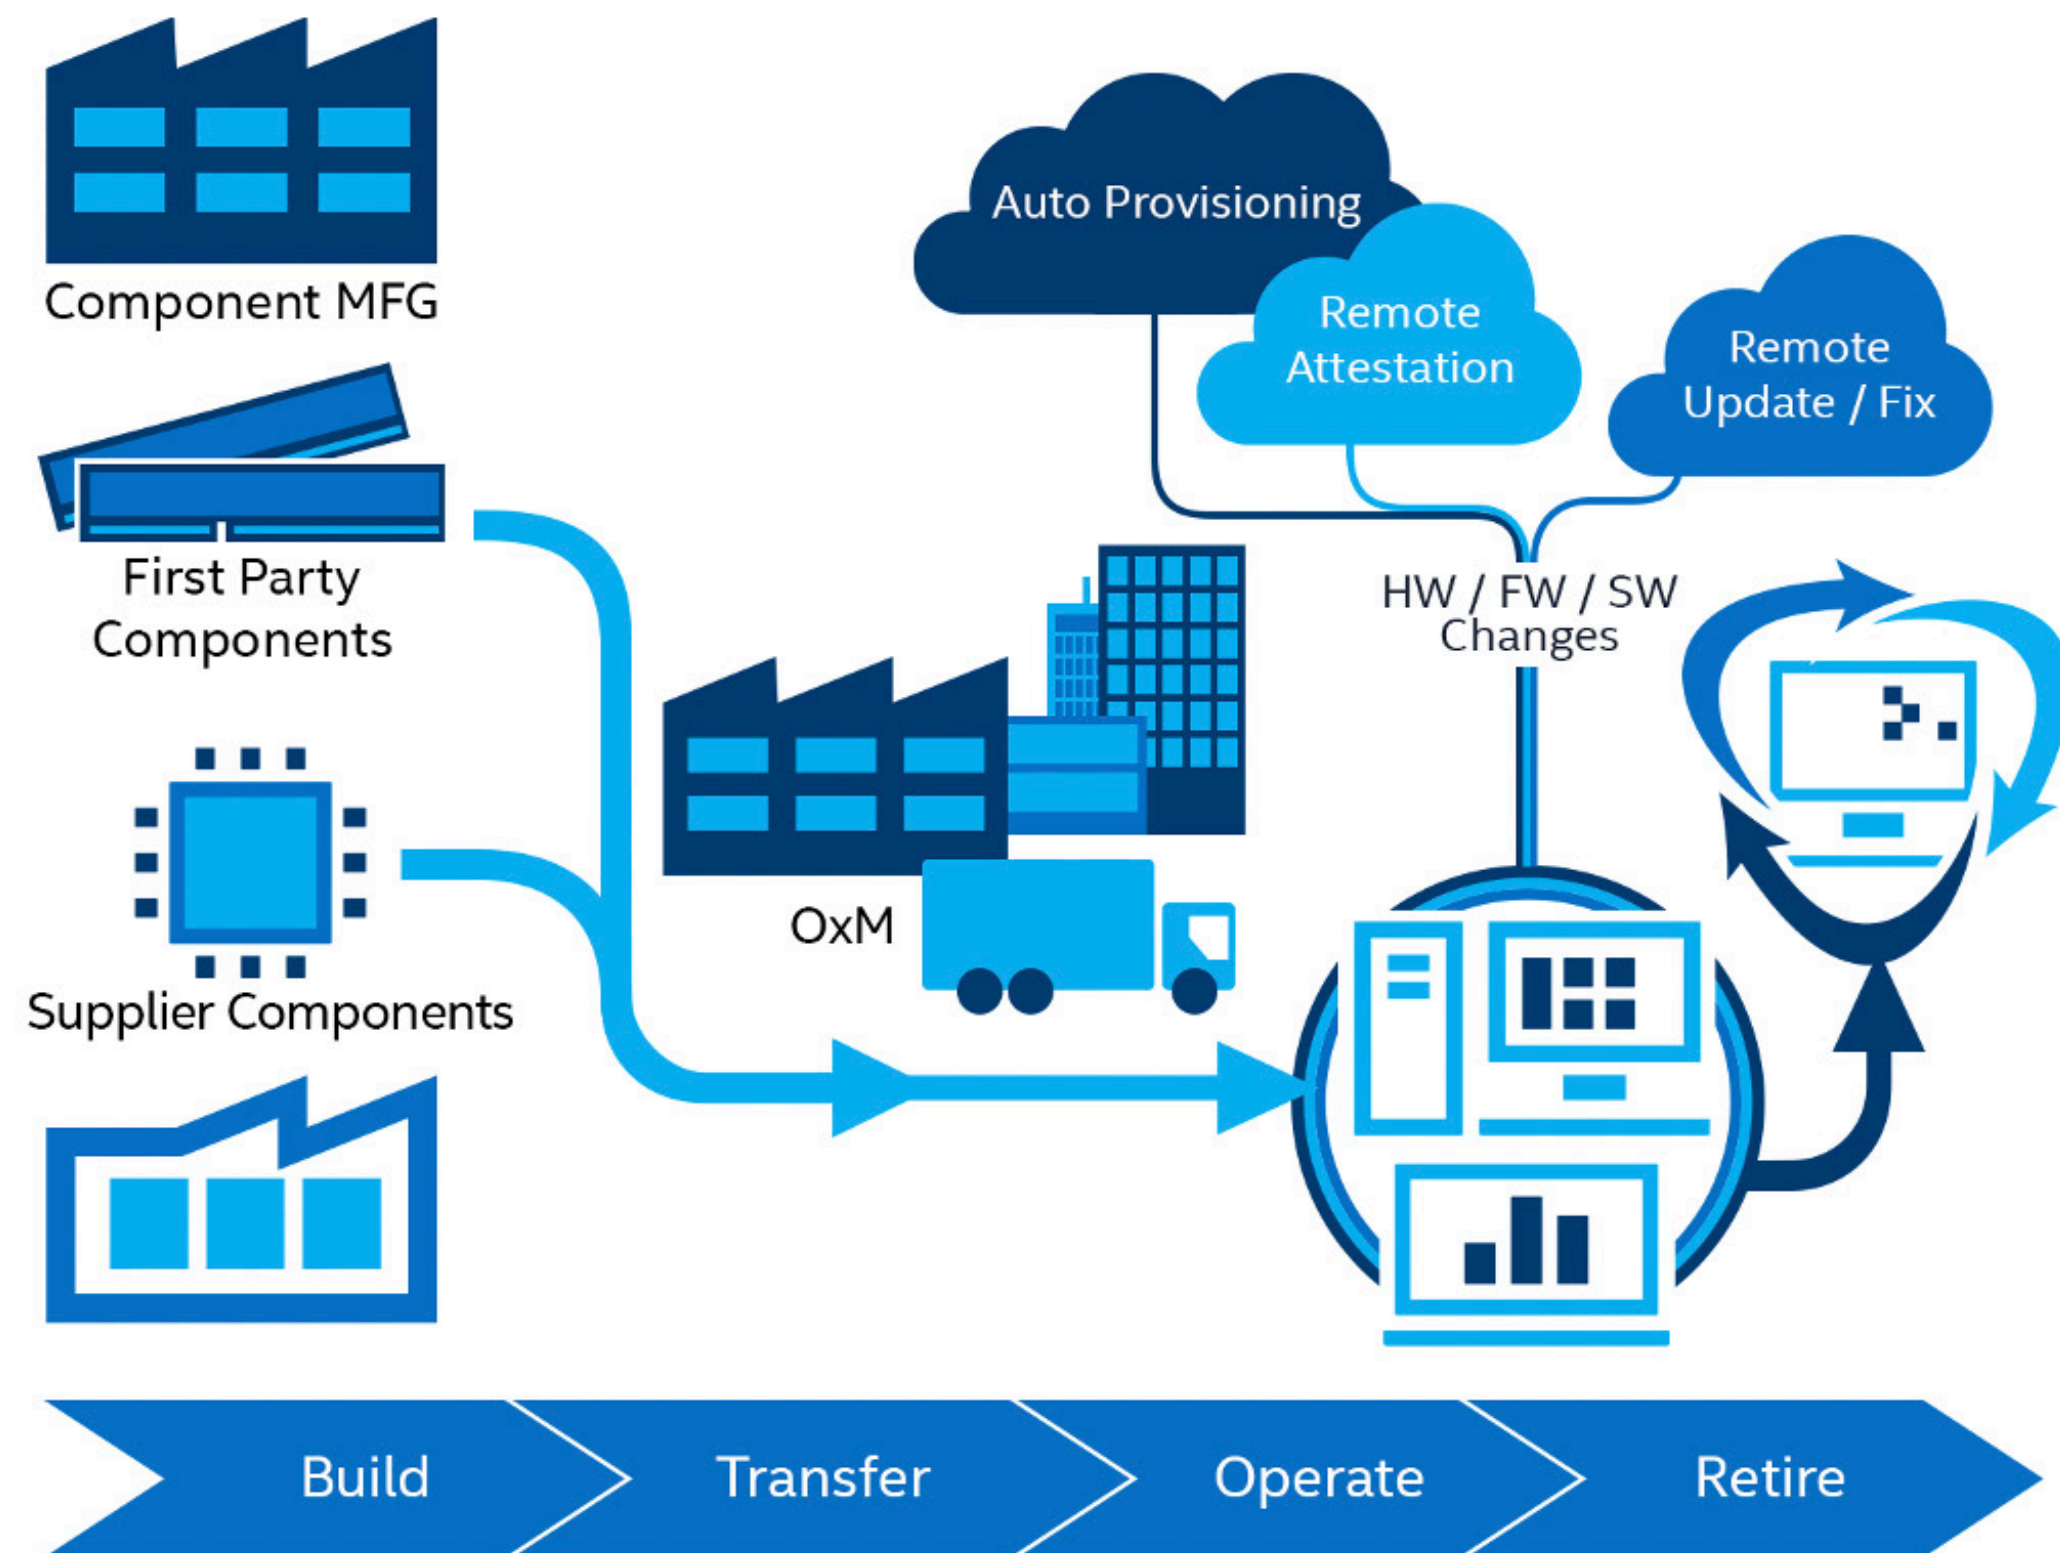 Component MFG
First Party
Components
Supplier Components
OxM
Auto Provisioning
Remote
Attestation
Remote
Update / Fix
HW / FW / SW
Changes
Build
Transfer
Operate
Retire